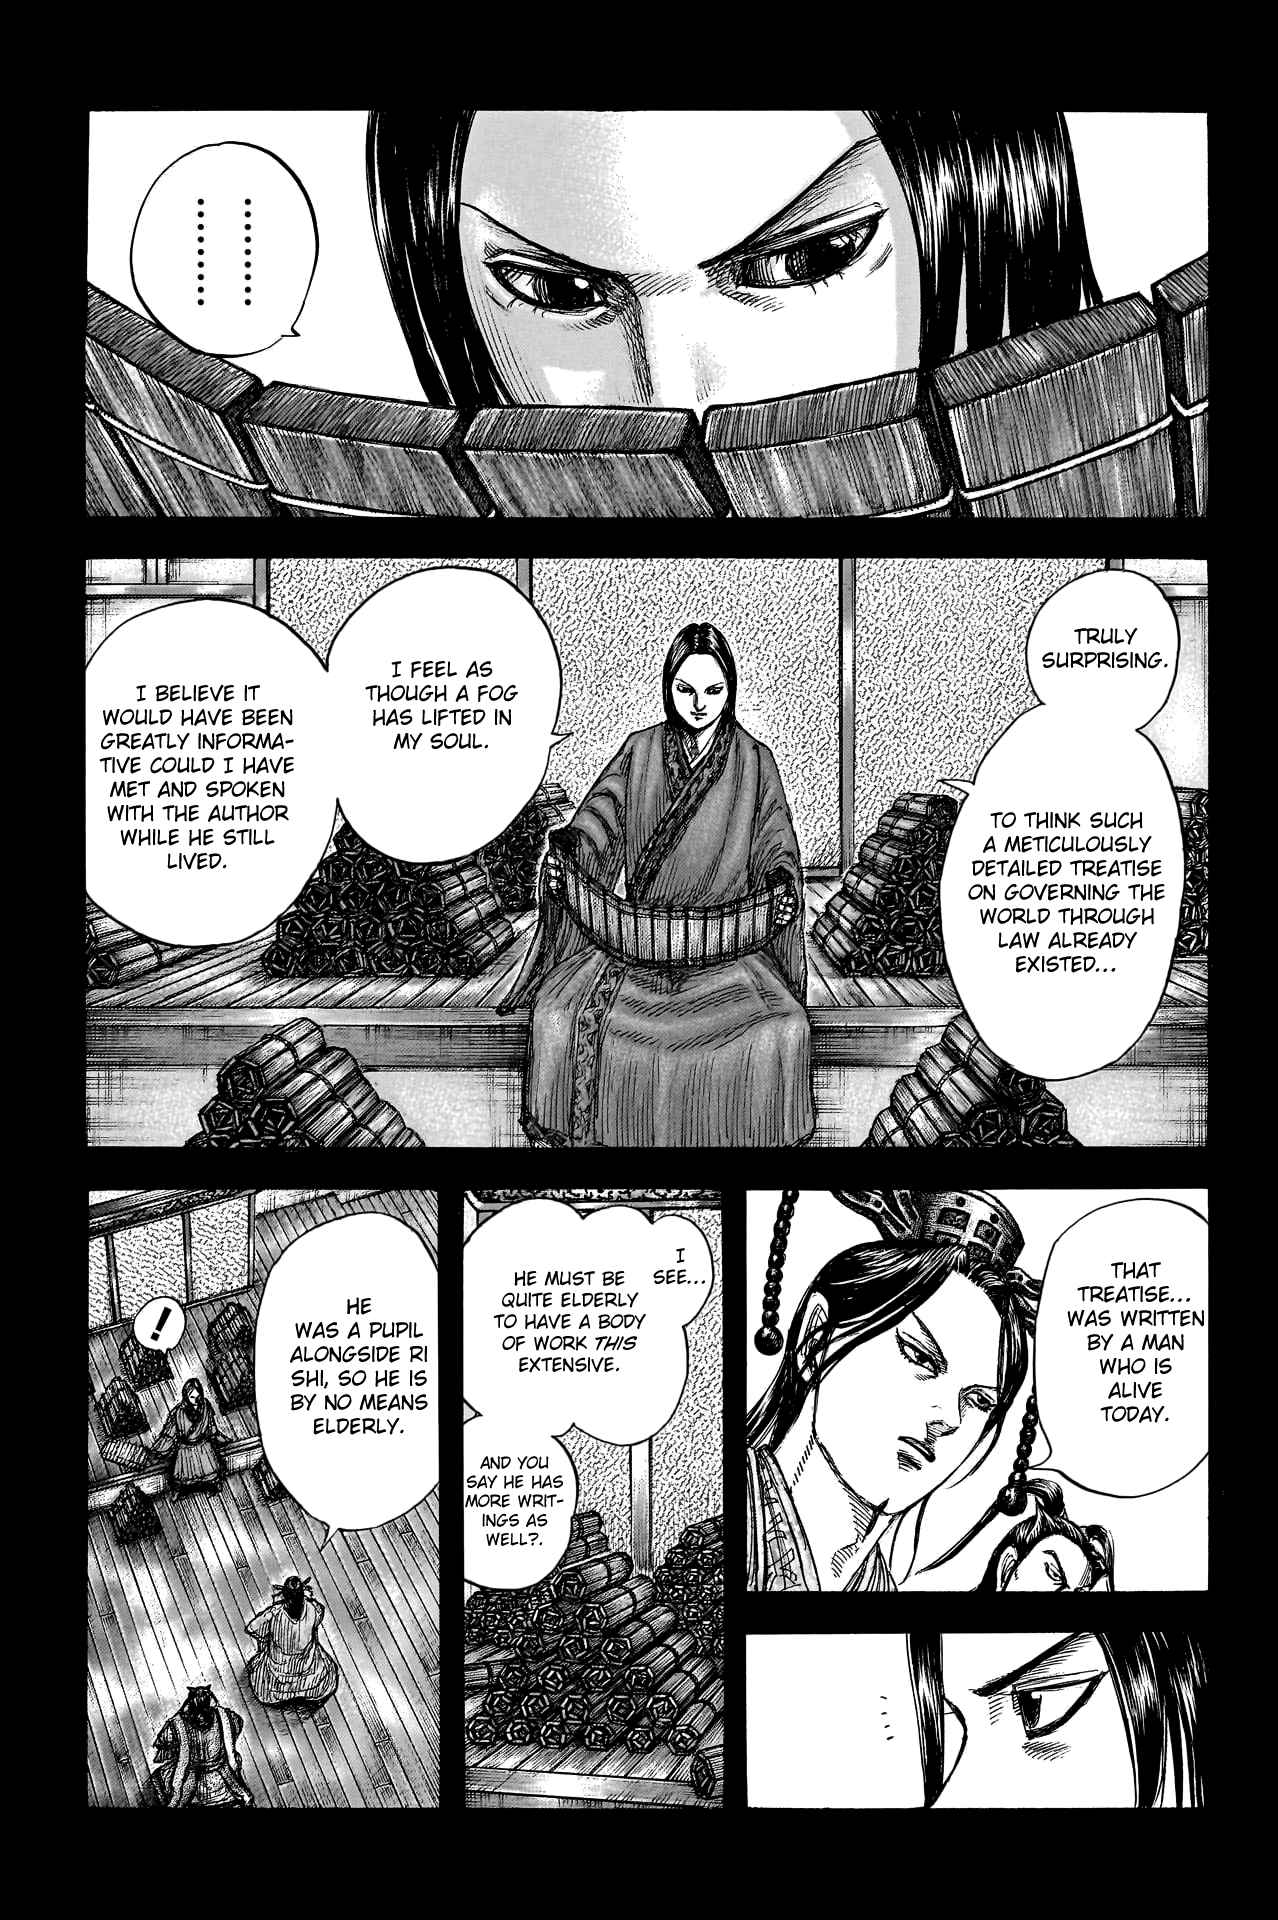 TRULY
SURPRISING.
TO THINK SUCH
A METICULOUSLY
DETAILED TREATISE
ON GOVERNING THE
WORLD THROUGH
LAW ALREADY
EXISTED...
I FEEL AS
THOUGH A FOG
HAS LIFTED IN
MY SOUL.
I BELIEVE IT
WOULD HAVE BEEN
GREATLY INFORMA-
TIVE COULD I HAVE
MET AND SPOKEN
WITH THE AUTHOR
WHILE HE STILL
LIVED.
THAT
TREATISE...
WAS WRITTEN
BY A MAN
WHO IS
ALIVE
TODAY.
I
SEE...
HE MUST BE
QUITE ELDERLY
TO HAVE A BODY
OF WORK THIS
EXTENSIVE.
AND YOU
SAY HE HAS
MORE WRIT-
INGS AS
WELL?.
HE
WAS A PUPIL
ALONGSIDE RI
SHI, SO HE IS
BY NO MEANS
ELDERLY.
!